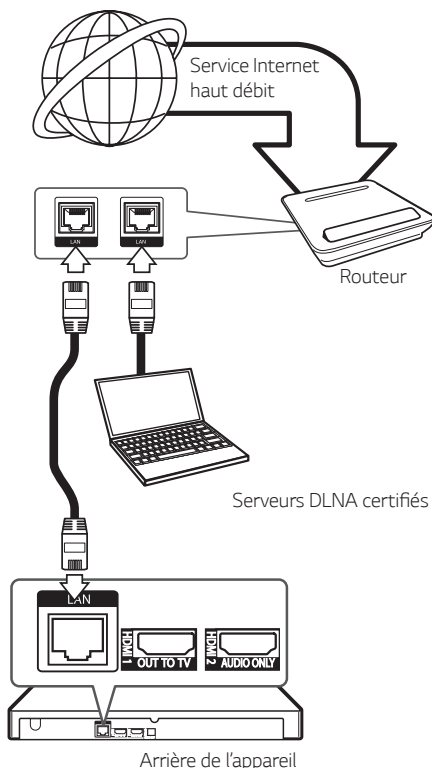 Service Internet
haut débit
LAN
LAN
Routeur
Serveurs DLNA certifiés
LAN
HDMI 1
OUT TO TV
HDMI 2
AUDIO ONLY
Arrière de l'appareil